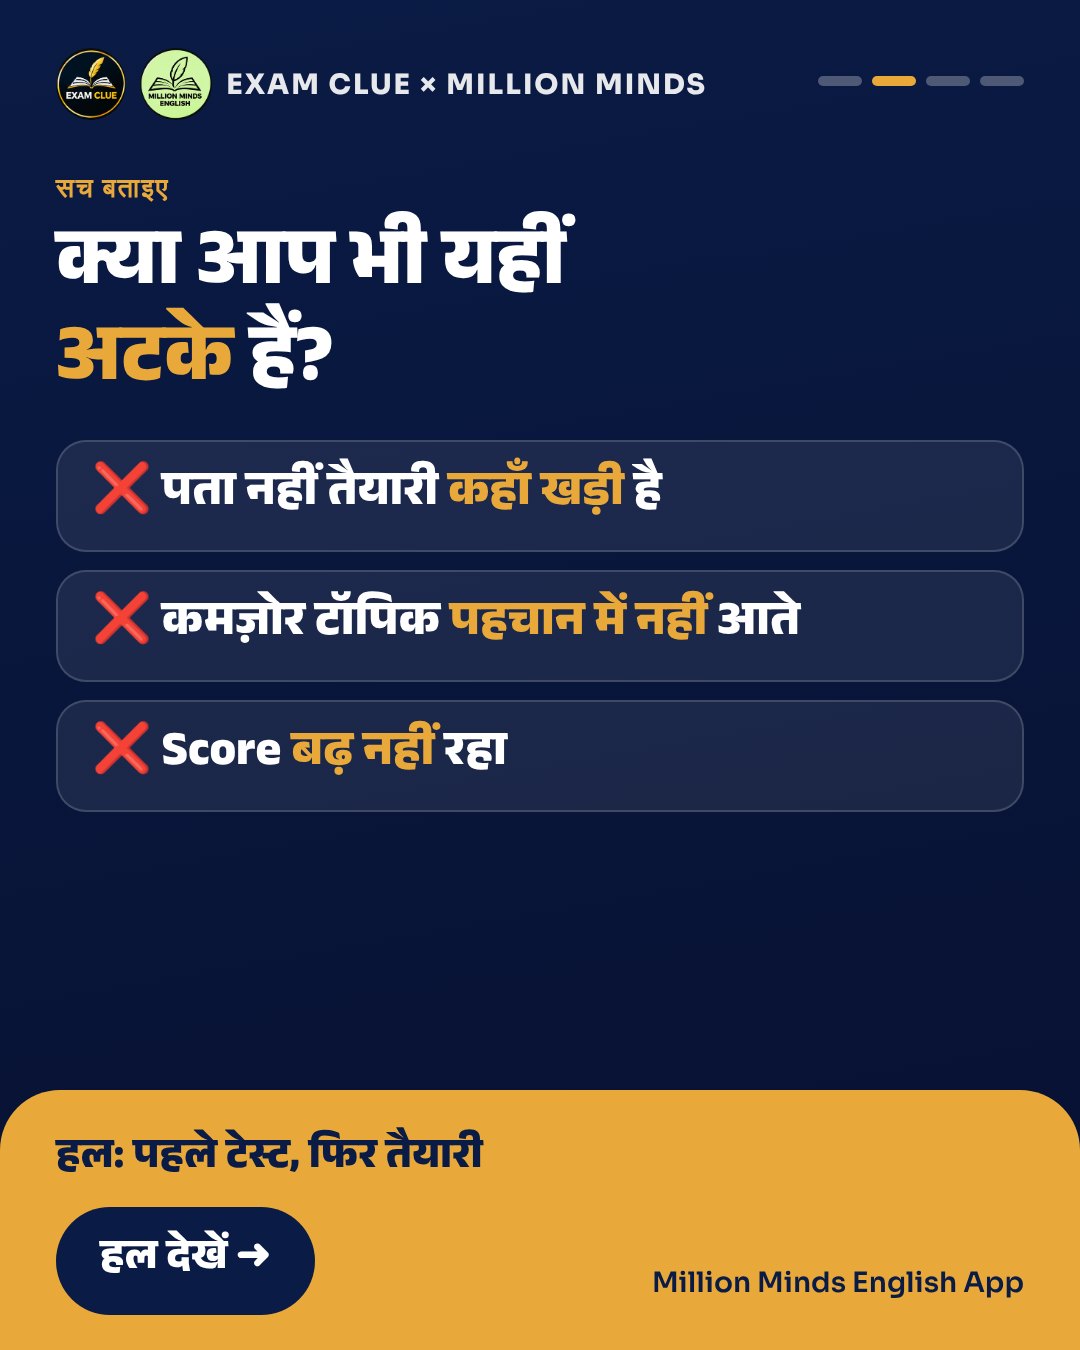 EXAM CLUE
MILLION MINDS
ENGLISH
EXAM CLUE × MILLION MINDS
सच बताइए
क्या आप भी यहीं
अटके हैं?
❌ पता नहीं तैयारी कहाँ खड़ी है
❌ कमज़ोर टॉपिक पहचान में नहीं आते
❌ Score बढ़ नहीं रहा
हल: पहले टेस्ट, फिर तैयारी
हल देखें →
Million Minds English App